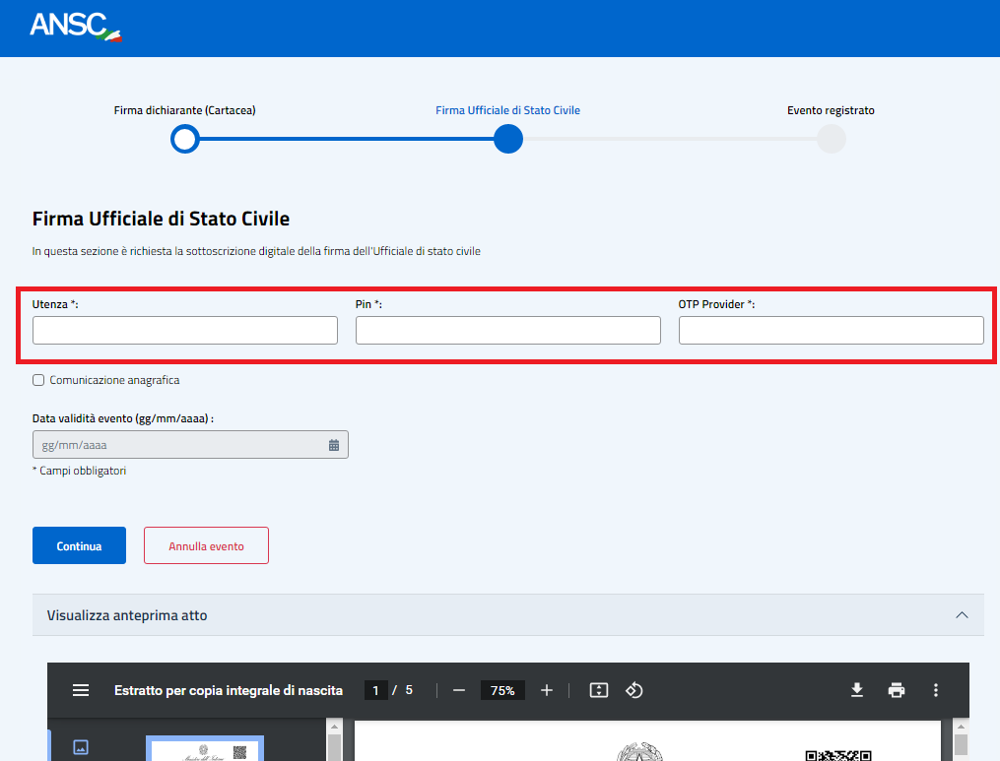 ANSC
Firma dichiarante (Cartacea)
Firma Ufficiale di Stato Civile
Evento registrato
Firma Ufficiale di Stato Civile
In questa sezione è richiesta la sottoscrizione digitale della firma dell'Ufficiale di stato civile
Utenza *:
Pin *:
OTP Provider *:
Comunicazione anagrafica
Data validità evento (gg/mm/aaaa) :
gg/mm/aaaa
* Campi obbligatori
Continua
Annulla evento
Visualizza anteprima atto
Estratto per copia integrale di nascita
1 / 5
75%
Ministero dell'Interno